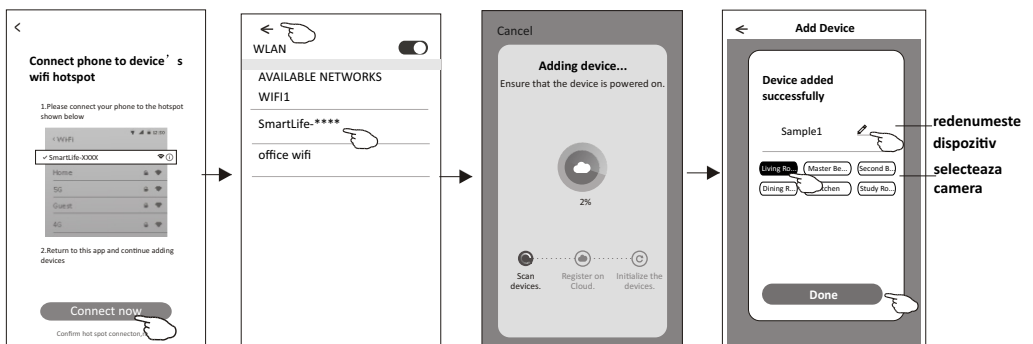 <
Connect phone to device's
wifi hotspot
1.Please connect your phone to the hotspot
shown below
< WiFi
✓ SmartLife-XXXX
Home
5G
Guest
4G
2.Return to this app and continue adding
devices
Connect now
Confirm hot spot connecton,
←
WLAN
AVAILABLE NETWORKS
WIFI1
SmartLife-****
office wifi
Cancel
Adding device...
Ensure that the device is powered on.
2%
Scan
devices.
Register on
Cloud.
Initialize the
devices.
← Add Device
Device added
successfully
Sample1
Living Ro... Master Be... Second B...
Dining R... Study Ro...
Done
redenumeste
dispozitiv
selecteaza
camera